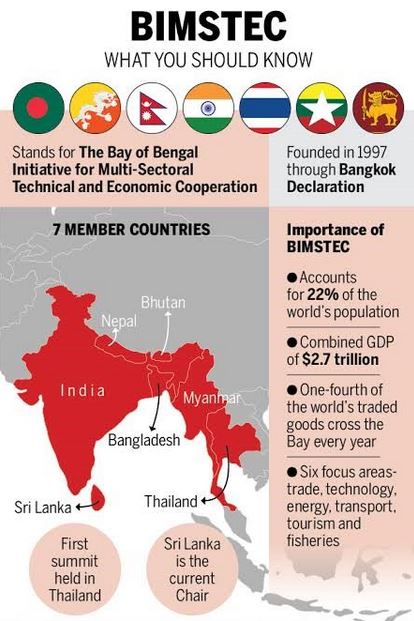 BIMSTEC
WHAT YOU SHOULD KNOW
Stands for The Bay of Bengal
Initiative for Multi-Sectoral
Technical and Economic Cooperation
Founded in 1997
through Bangkok
Declaration
7 MEMBER COUNTRIES
Bhutan
Nepal
India
Myanmar
Bangladesh
Sri Lanka
Thailand
First
summit
held in
Thailand
Sri Lanka
is the
current
Chair
Importance of
BIMSTEC
● Accounts
for 22% of the
world's population
● Combined GDP
of $2.7 trillion
● One-fourth of
the world's traded
goods cross the
Bay every year
● Six focus areas-
trade, technology,
energy, transport,
tourism and
fisheries